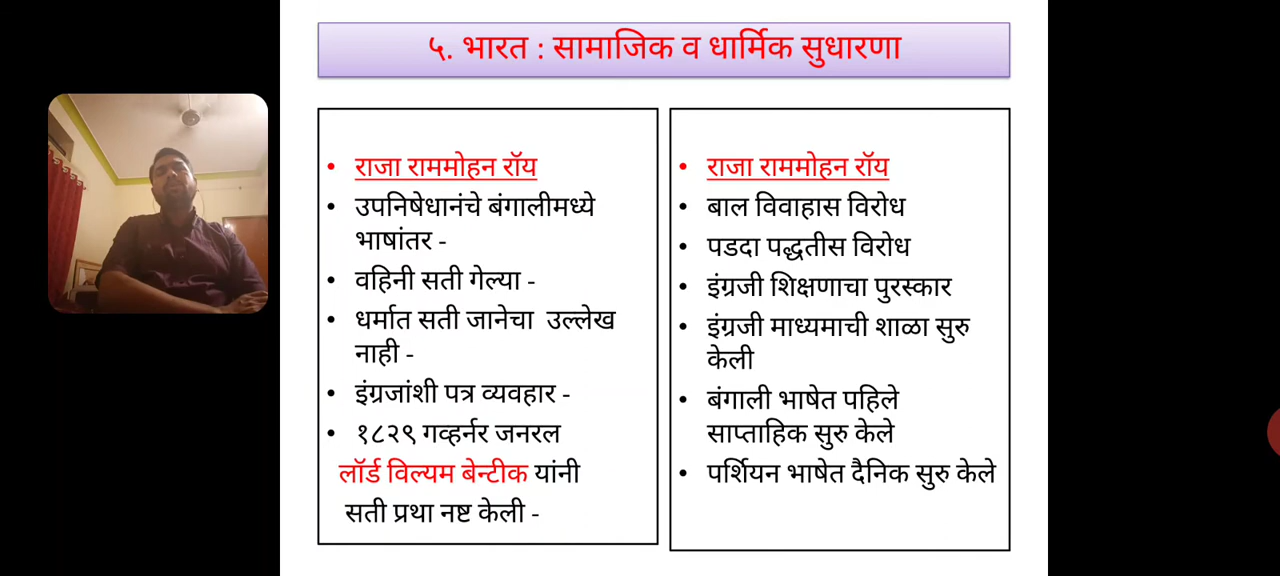 ५. भारत : सामाजिक व धार्मिक सुधारणा
• राजा राममोहन रॉय
• उपनिषेधानंचे बंगालीमध्ये
भाषांतर -
• वहिनी सती गेल्या -
• धर्मात सती जानेचा उल्लेख
नाही -
• इंग्रजांशी पत्र व्यवहार -
• १८२९ गव्हर्नर जनरल
लॉर्ड विल्यम बेन्टीक यांनी
सती प्रथा नष्ट केली -
• राजा राममोहन रॉय
• बाल विवाहास विरोध
• पडदा पद्धतीस विरोध
• इंग्रजी शिक्षणाचा पुरस्कार
• इंग्रजी माध्यमाची शाळा सुरु
केली
• बंगाली भाषेत पहिले
साप्ताहिक सुरु केले
• पर्शियन भाषेत दैनिक सुरु केले